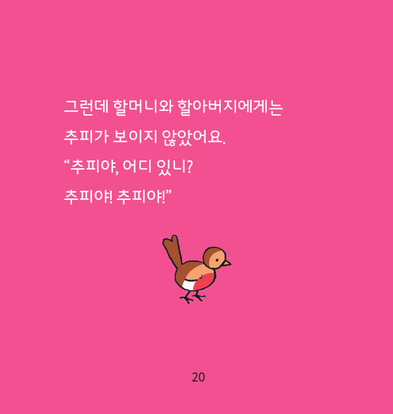 그런데 할머니와 할아버지에게는
추피가 보이지 않았어요.
“추피야, 어디 있니?
추피야! 추피야!”
20